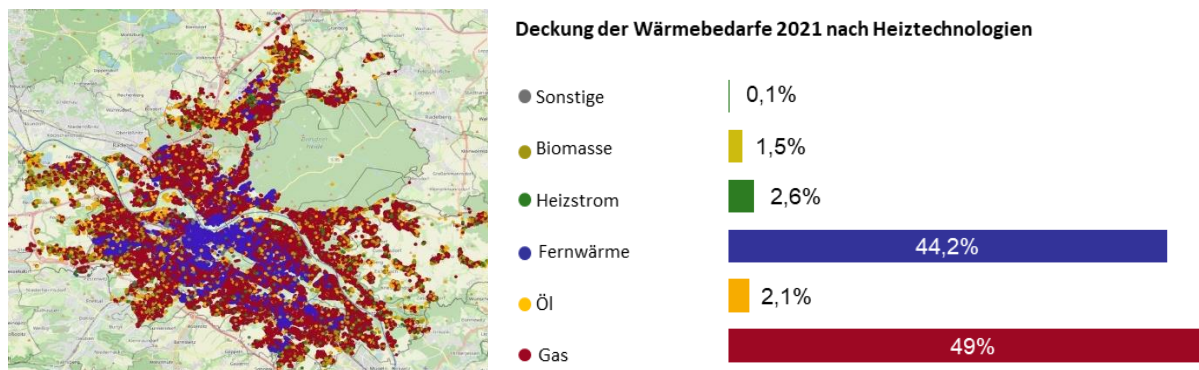 Deckung der Wärmebedarfe 2021 nach Heiztechnologien
Sonstige 0,1%
Biomasse 1,5%
Heizstrom 2,6%
Fernwärme 44,2%
Öl 2,1%
Gas 49%